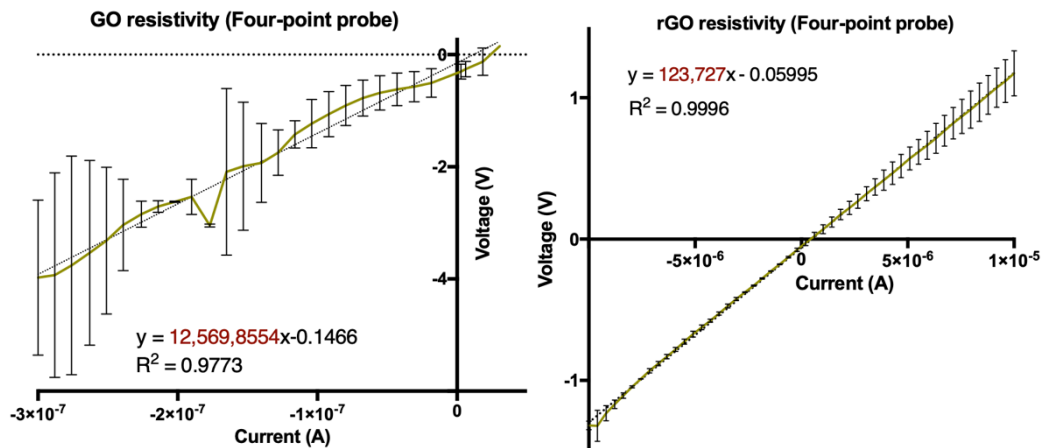 GO resistivity (Four-point probe)
0
-2
-4
Voltage (V)
y = 12,569,8554x-0.1466
R² = 0.9773
-3×10⁻⁷
-2×10⁻⁷
-1×10⁻⁷
0
Current (A)
rGO resistivity (Four-point probe)
y = 123,727x - 0.05995
R² = 0.9996
1
0
-1
Voltage (V)
-5×10⁻⁶
0
5×10⁻⁶
1×10⁻⁵
Current (A)